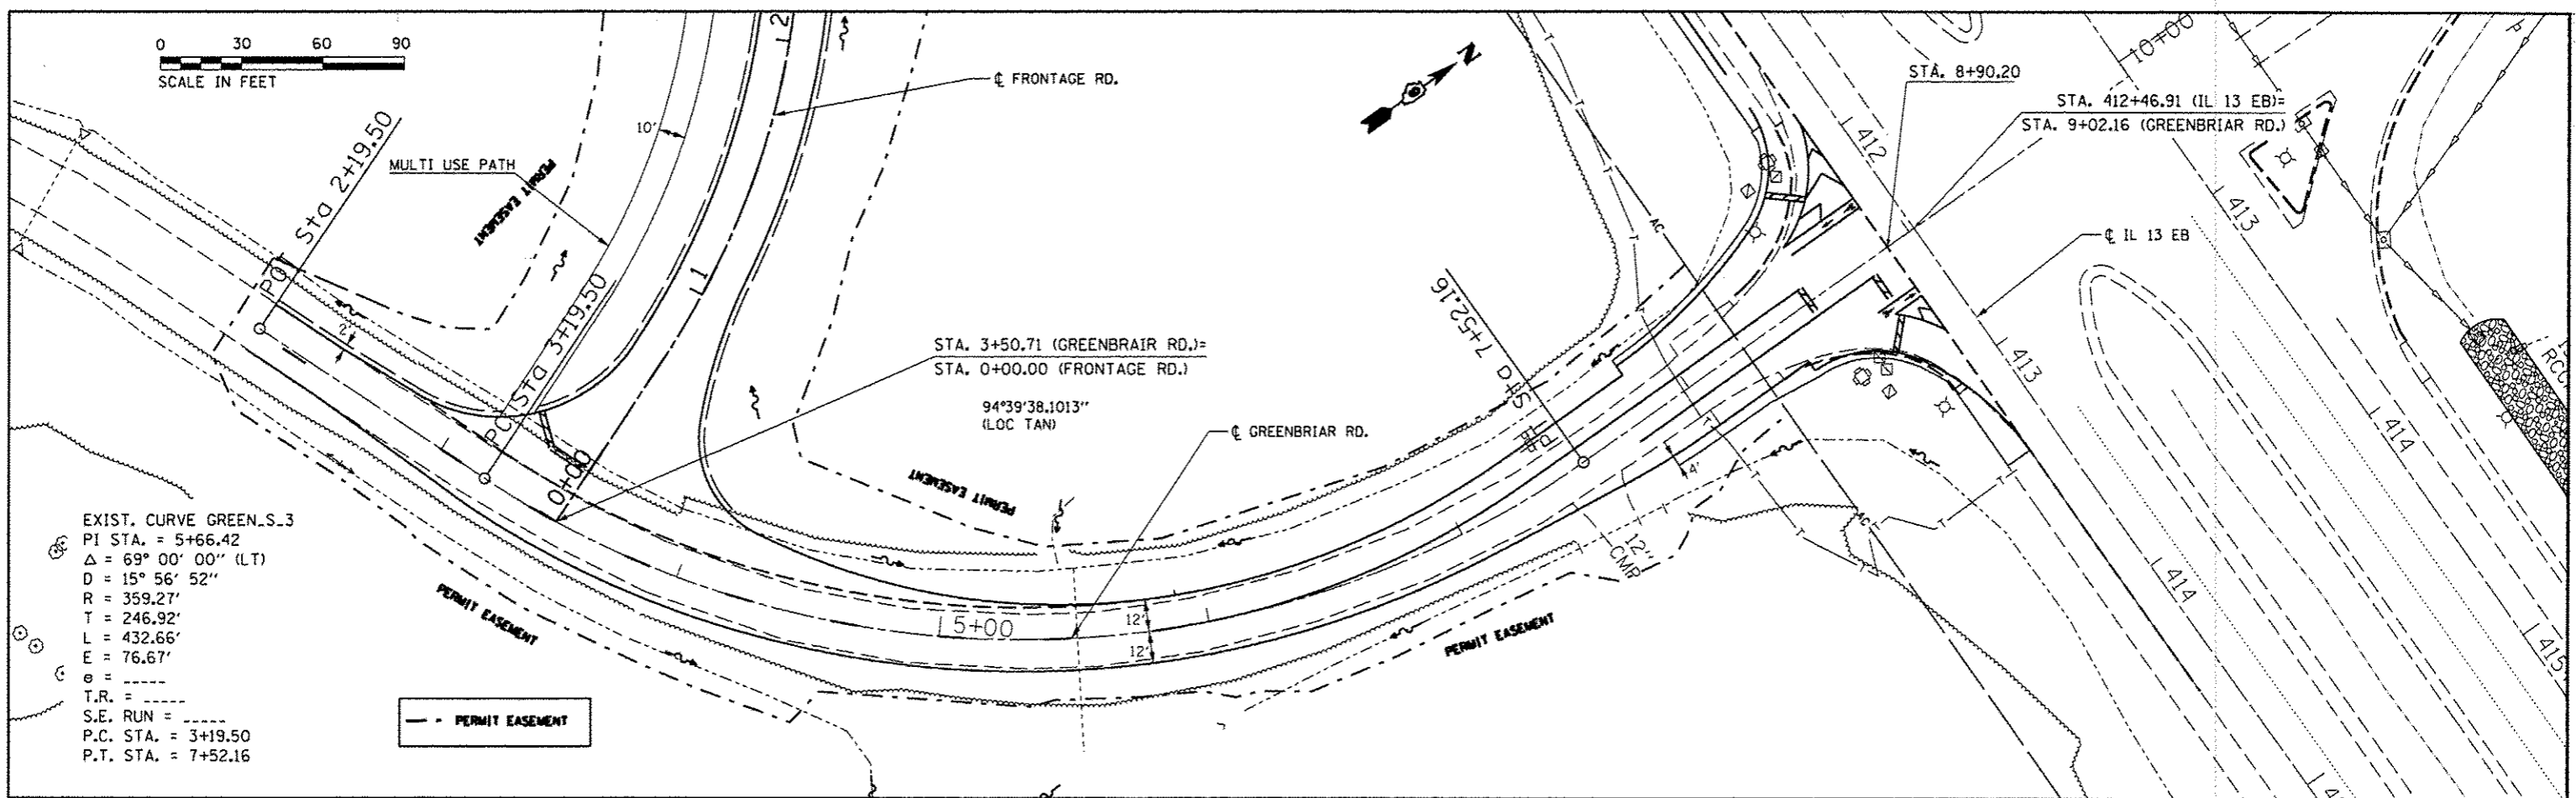 0 30 60 90
SCALE IN FEET
POT Sta 2+19.50
MULTI USE PATH
10'
PERMIT EASEMENT
2'
PC Sta 3+19.50
L1
L2
℄ FRONTAGE RD.
N
0+00
STA. 3+50.71 (GREENBRAIR RD.)=
STA. 0+00.00 (FRONTAGE RD.)
94°39'38.1013"
(LOC TAN)
℄ GREENBRIAR RD.
PERMIT EASEMENT
PT Sta 7+52.16
AC
STA. 8+90.20
STA. 412+46.91 (IL 13 EB)=
STA. 9+02.16 (GREENBRIAR RD.)
10+00
℄ IL 13 EB
412
413
413
414
414
415
P
RCC
4'
12"
CMP
AC
15+00
12'
12'
PERMIT EASEMENT
PERMIT EASEMENT
EXIST. CURVE GREEN_S_3
PI STA. = 5+66.42
Δ = 69° 00' 00" (LT)
D = 15° 56' 52"
R = 359.27'
T = 246.92'
L = 432.66'
E = 76.67'
e = _____
T.R. = _____
S.E. RUN = _____
P.C. STA. = 3+19.50
P.T. STA. = 7+52.16
PERMIT EASEMENT